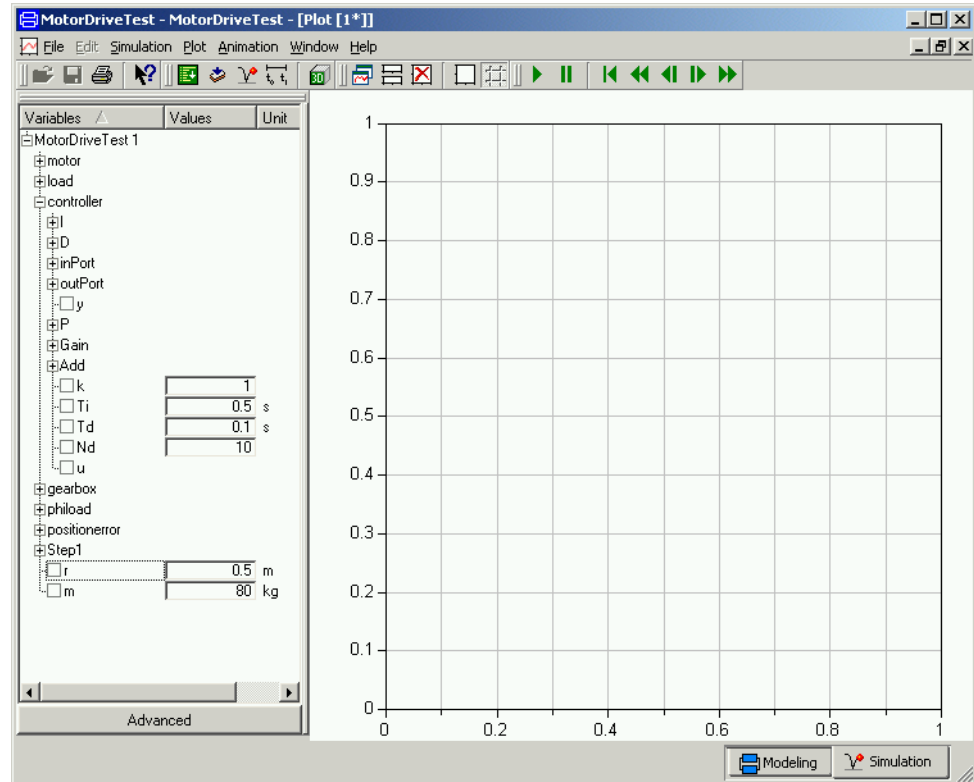 MotorDriveTest - MotorDriveTest - [Plot [1*]]
File Edit Simulation Plot Animation Window Help
3D
Variables Values Unit
MotorDriveTest 1
motor
load
controller
I
D
inPort
outPort
y
P
Gain
Add
k 1
Ti 0.5 s
Td 0.1 s
Nd 10
u
gearbox
phiload
positionerror
Step1
r 0.5 m
m 80 kg
Advanced
1
0.9
0.8
0.7
0.6
0.5
0.4
0.3
0.2
0.1
0
0 0.2 0.4 0.6 0.8 1
Modeling Simulation